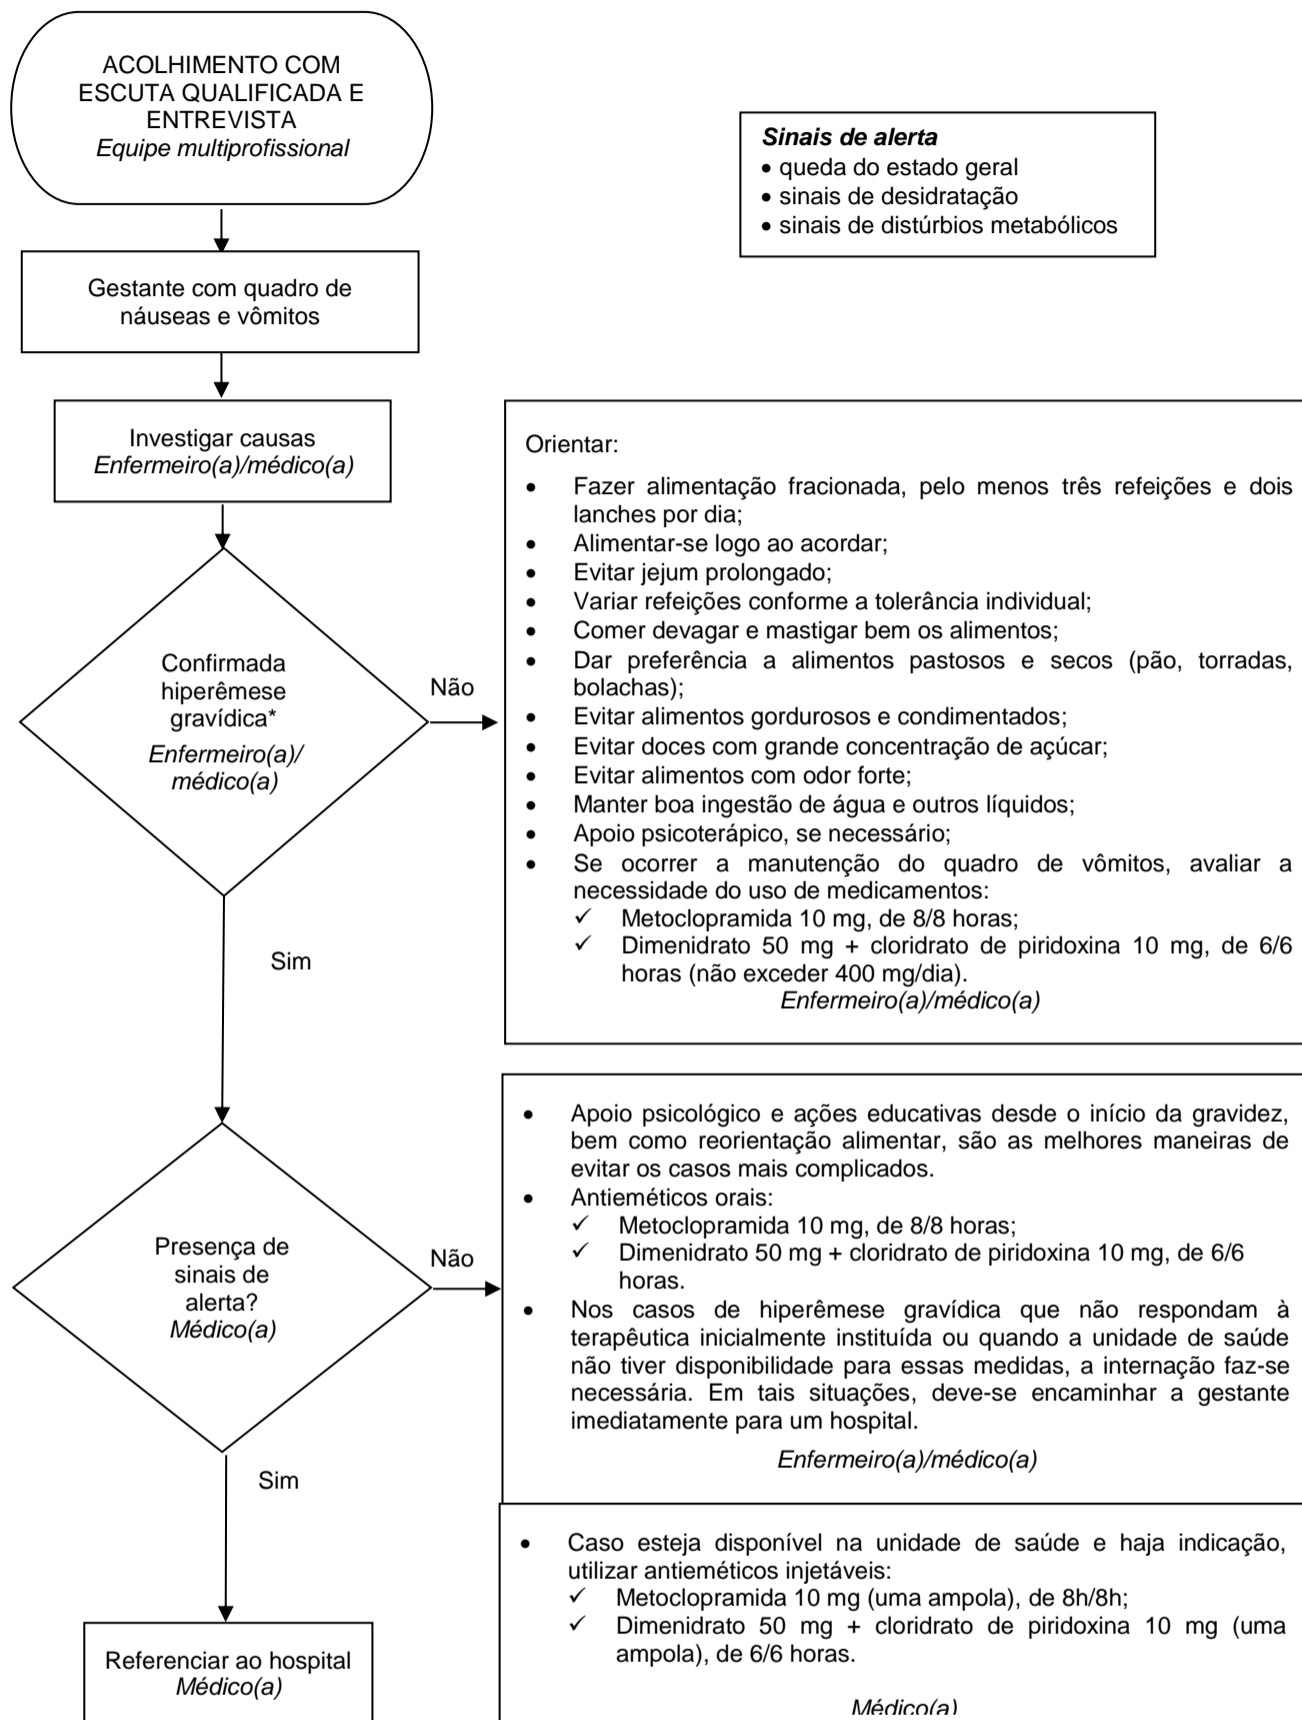 ACOLHIMENTO COM
ESCUTA QUALIFICADA E
ENTREVISTA
Equipe multiprofissional
Sinais de alerta
• queda do estado geral
• sinais de desidratação
• sinais de distúrbios metabólicos
Gestante com quadro de
náuseas e vômitos
Investigar causas
Enfermeiro(a)/médico(a)
Orientar:
• Fazer alimentação fracionada, pelo menos três refeições e dois
lanches por dia;
• Alimentar-se logo ao acordar;
• Evitar jejum prolongado;
• Variar refeições conforme a tolerância individual;
• Comer devagar e mastigar bem os alimentos;
• Dar preferência a alimentos pastosos e secos (pão, torradas,
bolachas);
• Evitar alimentos gordurosos e condimentados;
• Evitar doces com grande concentração de açúcar;
• Evitar alimentos com odor forte;
• Manter boa ingestão de água e outros líquidos;
• Apoio psicoterápico, se necessário;
• Se ocorrer a manutenção do quadro de vômitos, avaliar a
necessidade do uso de medicamentos:
✓ Metoclopramida 10 mg, de 8/8 horas;
✓ Dimenidrato 50 mg + cloridrato de piridoxina 10 mg, de 6/6
horas (não exceder 400 mg/dia).
Enfermeiro(a)/médico(a)
Confirmada
hiperêmese
gravídica*
Enfermeiro(a)/
médico(a)
Não
Sim
Presença de
sinais de
alerta?
Médico(a)
Não
Sim
• Apoio psicológico e ações educativas desde o início da gravidez,
bem como reorientação alimentar, são as melhores maneiras de
evitar os casos mais complicados.
• Antieméticos orais:
✓ Metoclopramida 10 mg, de 8/8 horas;
✓ Dimenidrato 50 mg + cloridrato de piridoxina 10 mg, de 6/6
horas.
• Nos casos de hiperêmese gravídica que não respondam à
terapêutica inicialmente instituída ou quando a unidade de saúde
não tiver disponibilidade para essas medidas, a internação faz-se
necessária. Em tais situações, deve-se encaminhar a gestante
imediatamente para um hospital.
Enfermeiro(a)/médico(a)
• Caso esteja disponível na unidade de saúde e haja indicação,
utilizar antieméticos injetáveis:
✓ Metoclopramida 10 mg (uma ampola), de 8h/8h;
✓ Dimenidrato 50 mg + cloridrato de piridoxina 10 mg (uma
ampola), de 6/6 horas.
Médico(a)
Referenciar ao hospital
Médico(a)